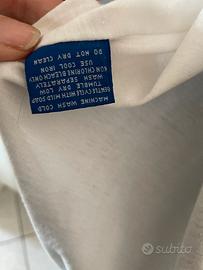 MACHINE WASH COLD
GENTLE CYCLE WITH MILD SOAP
TUMBLE DRY LOW
WASH SEPARATELY
NON CHLORINE BLEACH ONLY
USE COOL IRON
DO NOT DRY CLEAN
subito